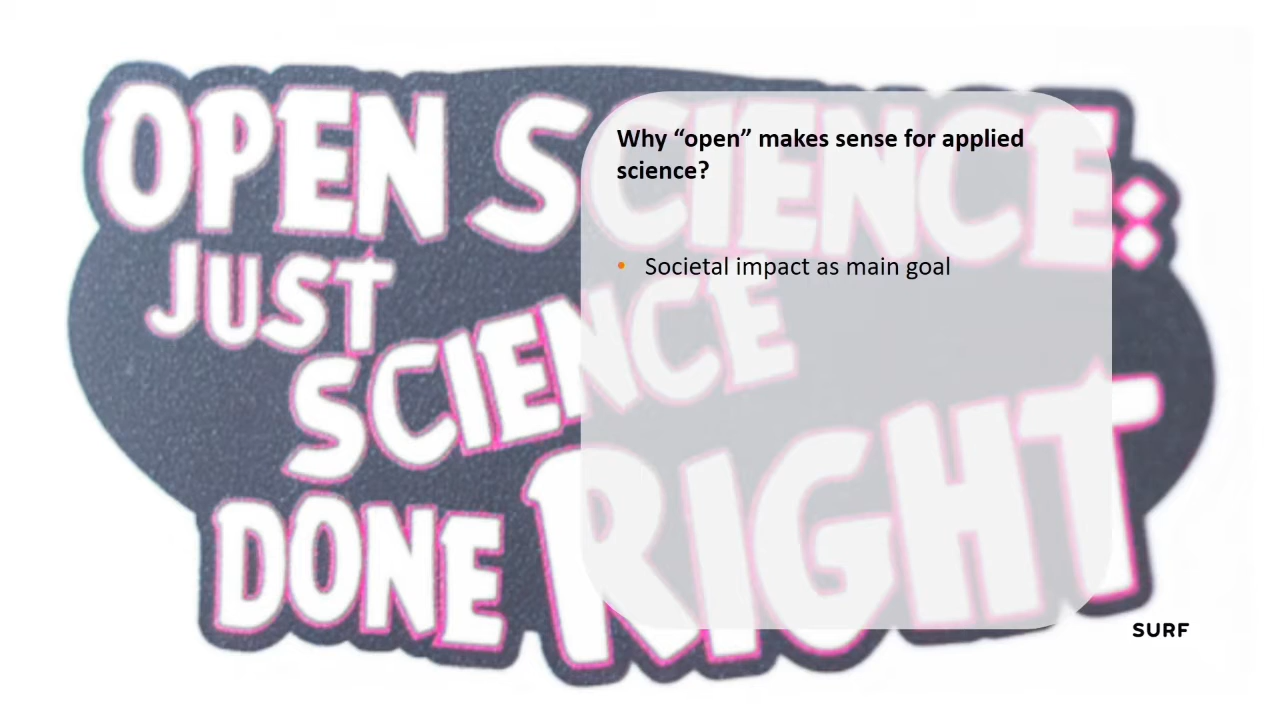 OPEN SCIENCE:
JUST
SCIENCE
DONE RIGHT
Why “open” makes sense for applied
science?
• Societal impact as main goal
SURF